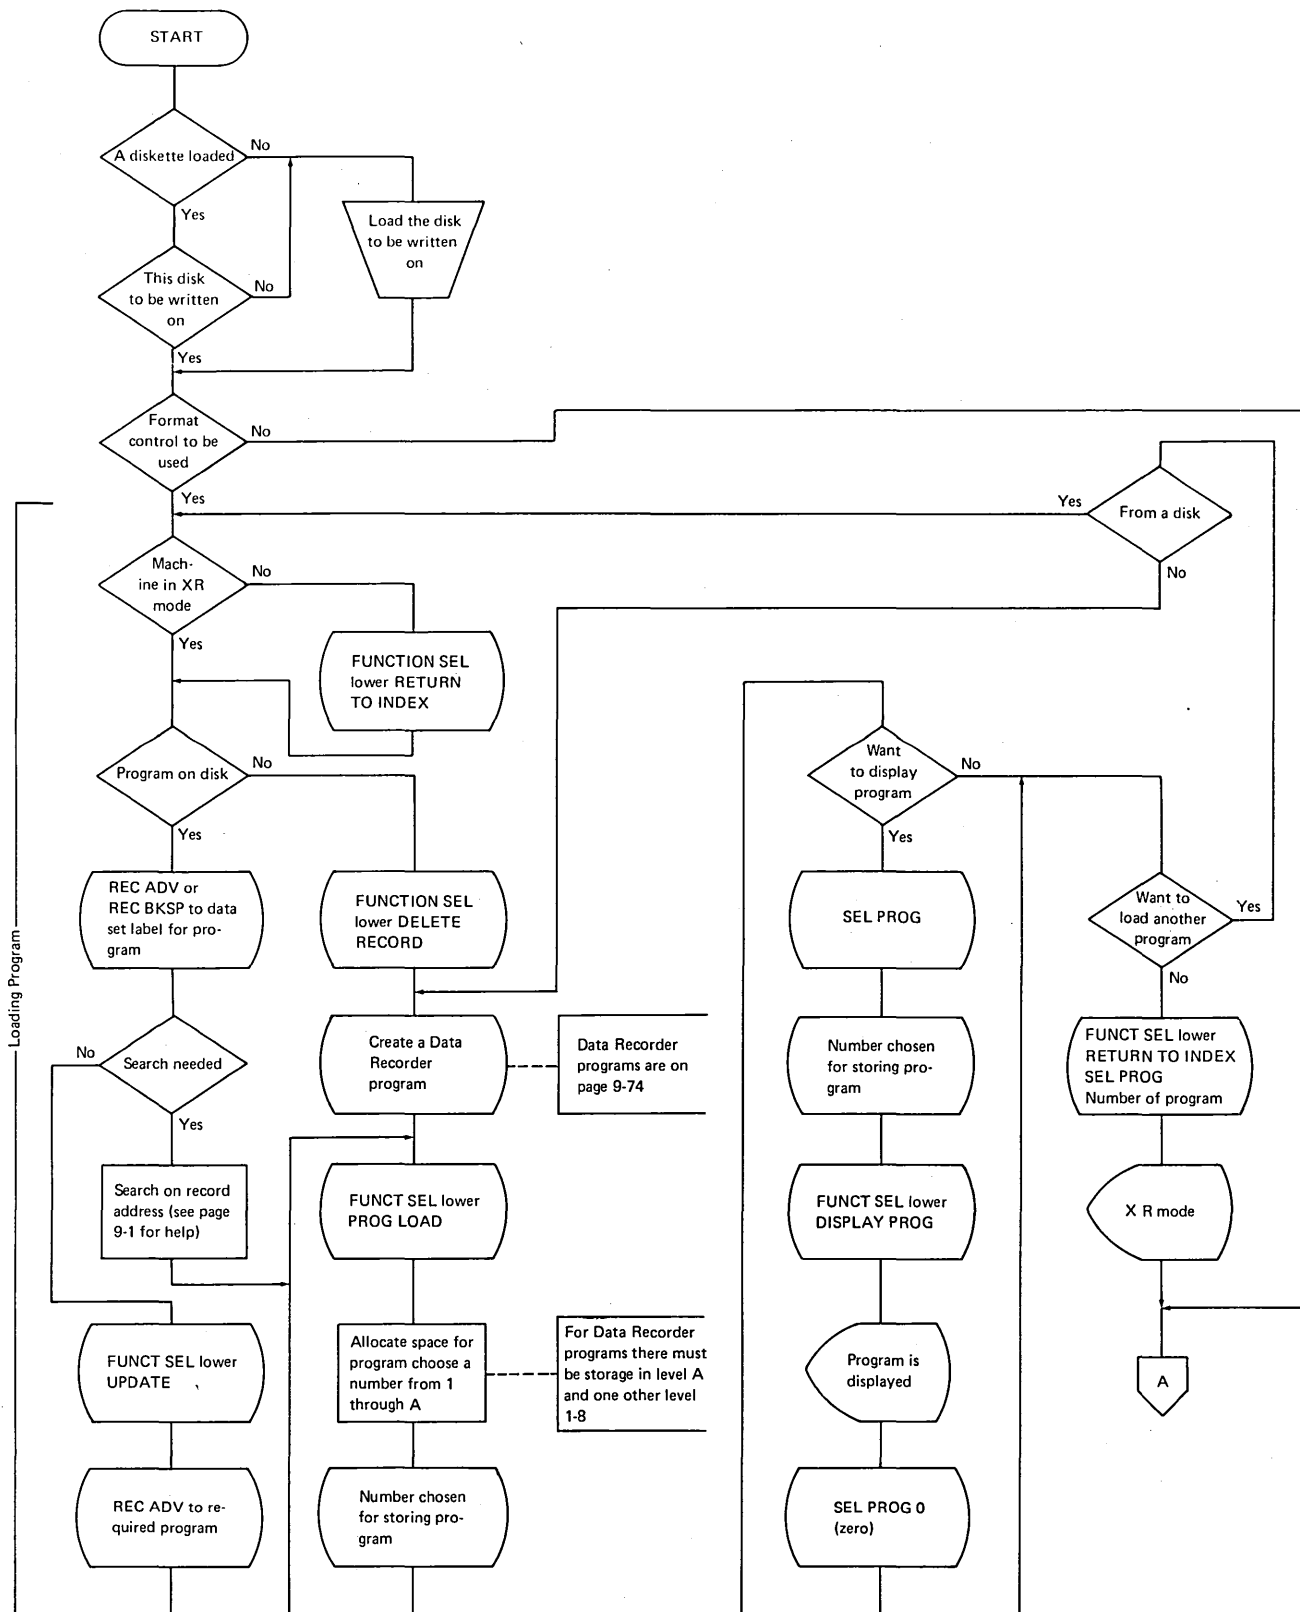 START
A diskette loaded
No
Yes
Load the disk
to be written
on
This disk
to be written
on
No
Yes
Format
control to be
used
No
Yes
From a disk
Yes
No
Loading Program
Mach-
ine in XR
mode
No
Yes
FUNCTION SEL
lower RETURN
TO INDEX
Program on disk
No
Yes
REC ADV or
REC BKSP to data
set label for pro-
gram
FUNCTION SEL
lower DELETE
RECORD
Search needed
No
Yes
Create a Data
Recorder
program
Data Recorder
programs are on
page 9-74
Search on record
address (see page
9-1 for help)
FUNCT SEL lower
PROG LOAD
FUNCT SEL lower
UPDATE
Allocate space for
program choose a
number from 1
through A
For Data Recorder
programs there must
be storage in level A
and one other level
1-8
REC ADV to re-
quired program
Number chosen
for storing pro-
gram
Want
to display
program
No
Yes
SEL PROG
Number chosen
for storing pro-
gram
FUNCT SEL lower
DISPLAY PROG
Program is
displayed
SEL PROG 0
(zero)
Want to
load another
program
Yes
No
FUNCT SEL lower
RETURN TO INDEX
SEL PROG
Number of program
X R mode
A